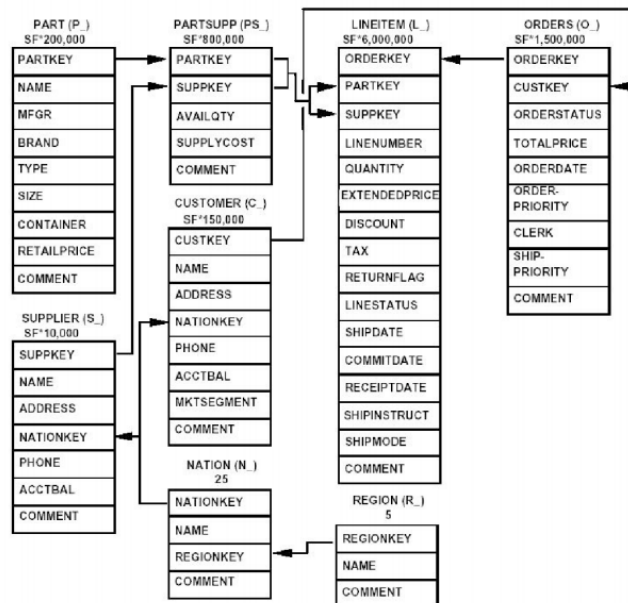 PART (P_)
SF*200,000
PARTKEY
NAME
MFGR
BRAND
TYPE
SIZE
CONTAINER
RETAILPRICE
COMMENT
SUPPLIER (S_)
SF*10,000
SUPPKEY
NAME
ADDRESS
NATIONKEY
PHONE
ACCTBAL
COMMENT
PARTSUPP (PS_)
SF*800,000
PARTKEY
SUPPKEY
AVAILQTY
SUPPLYCOST
COMMENT
CUSTOMER (C_)
SF*150,000
CUSTKEY
NAME
ADDRESS
NATIONKEY
PHONE
ACCTBAL
MKTSEGMENT
COMMENT
NATION (N_)
25
NATIONKEY
NAME
REGIONKEY
COMMENT
LINEITEM (L_)
SF*6,000,000
ORDERKEY
PARTKEY
SUPPKEY
LINENUMBER
QUANTITY
EXTENDEDPRICE
DISCOUNT
TAX
RETURNFLAG
LINESTATUS
SHIPDATE
COMMITDATE
RECEIPTDATE
SHIPINSTRUCT
SHIPMODE
COMMENT
REGION (R_)
5
REGIONKEY
NAME
COMMENT
ORDERS (O_)
SF*1,500,000
ORDERKEY
CUSTKEY
ORDERSTATUS
TOTALPRICE
ORDERDATE
ORDER-
PRIORITY
CLERK
SHIP-
PRIORITY
COMMENT